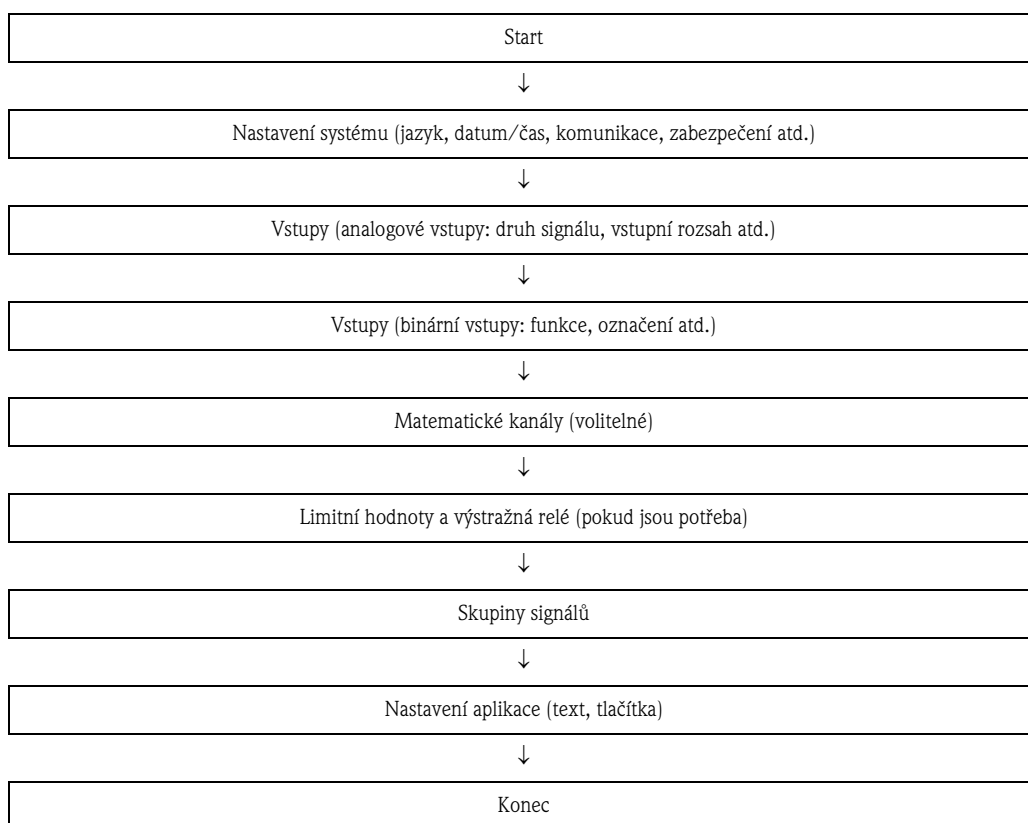 Start
↓
Nastavení systému (jazyk, datum/čas, komunikace, zabezpečení atd.)
↓
Vstupy (analogové vstupy: druh signálu, vstupní rozsah atd.)
↓
Vstupy (binární vstupy: funkce, označení atd.)
↓
Matematické kanály (volitelné)
↓
Limitní hodnoty a výstražná relé (pokud jsou potřeba)
↓
Skupiny signálů
↓
Nastavení aplikace (text, tlačítka)
↓
Konec